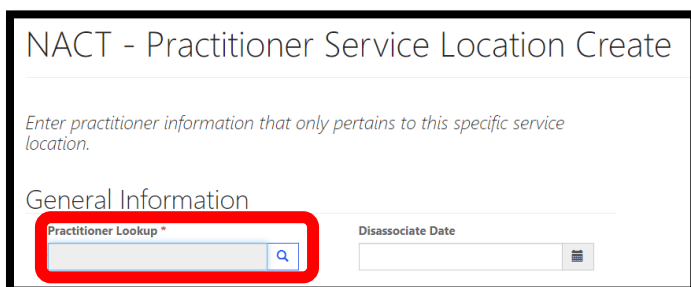 NACT - Practitioner Service Location Create
Enter practitioner information that only pertains to this specific service
location.
General Information
Practitioner Lookup *
Disassociate Date